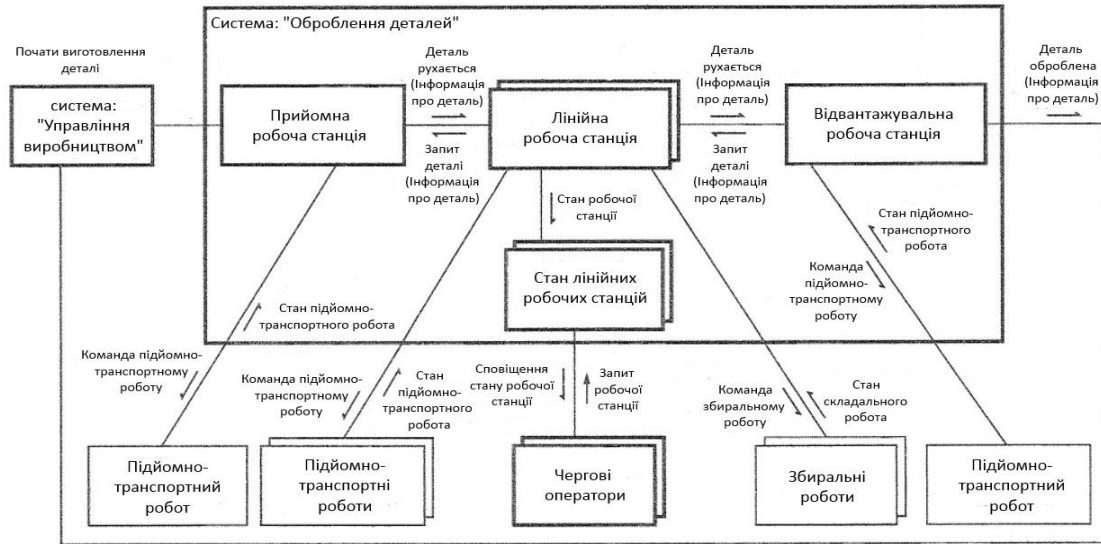 Система: "Оброблення деталей"
Почати виготовлення
деталі
система:
"Управління
виробництвом"
Прийомна
робоча станція
Деталь
рухається
(Інформація
про деталь)
Запит
деталі
(Інформація
про деталь)
Лінійна
робоча станція
Деталь
рухається
(Інформація
про деталь)
Запит
деталі
(Інформація
про деталь)
Відвантажувальна
робоча станція
Деталь
оброблена
(Інформація
про деталь)
Стан робочої
станції
Стан лінійних
робочих станцій
Стан підйомно-
транспортного
робота
Команда
підйомно-
транспортному
роботу
Стан підйомно-
транспортного робота
Команда підйомно-
транспортному
роботу
Команда підйомно-
транспортному
роботу
Стан
підйомно-
транспортного
робота
Сповіщення
стану робочої
станції
Запит
робочої
станції
Команда
збиральному
роботу
Стан
складального
робота
Підйомно-
транспортний
робот
Підйомно-
транспортні
роботи
Чергові
оператори
Збиральні
роботи
Підйомно-
транспортний
робот